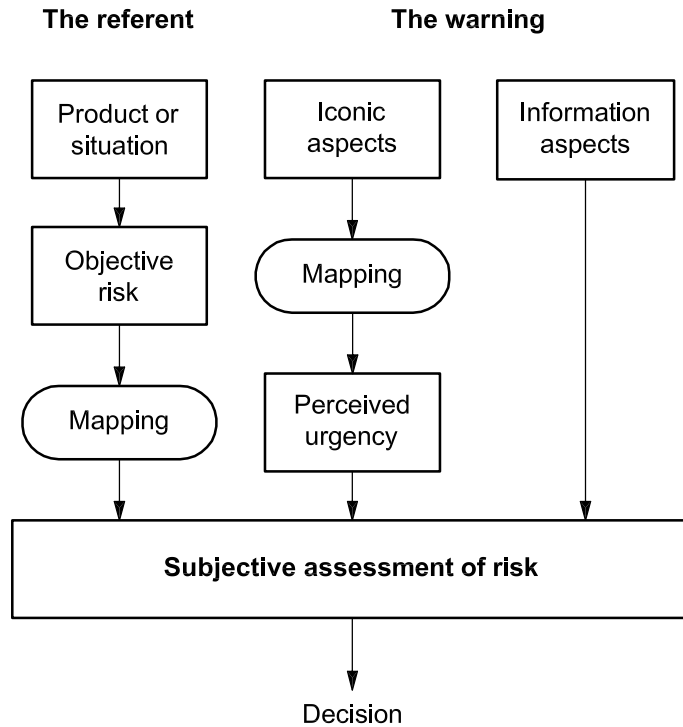 The referent
The warning
Product or
situation
Iconic
aspects
Information
aspects
Objective
risk
Mapping
Mapping
Perceived
urgency
Subjective assessment of risk
Decision